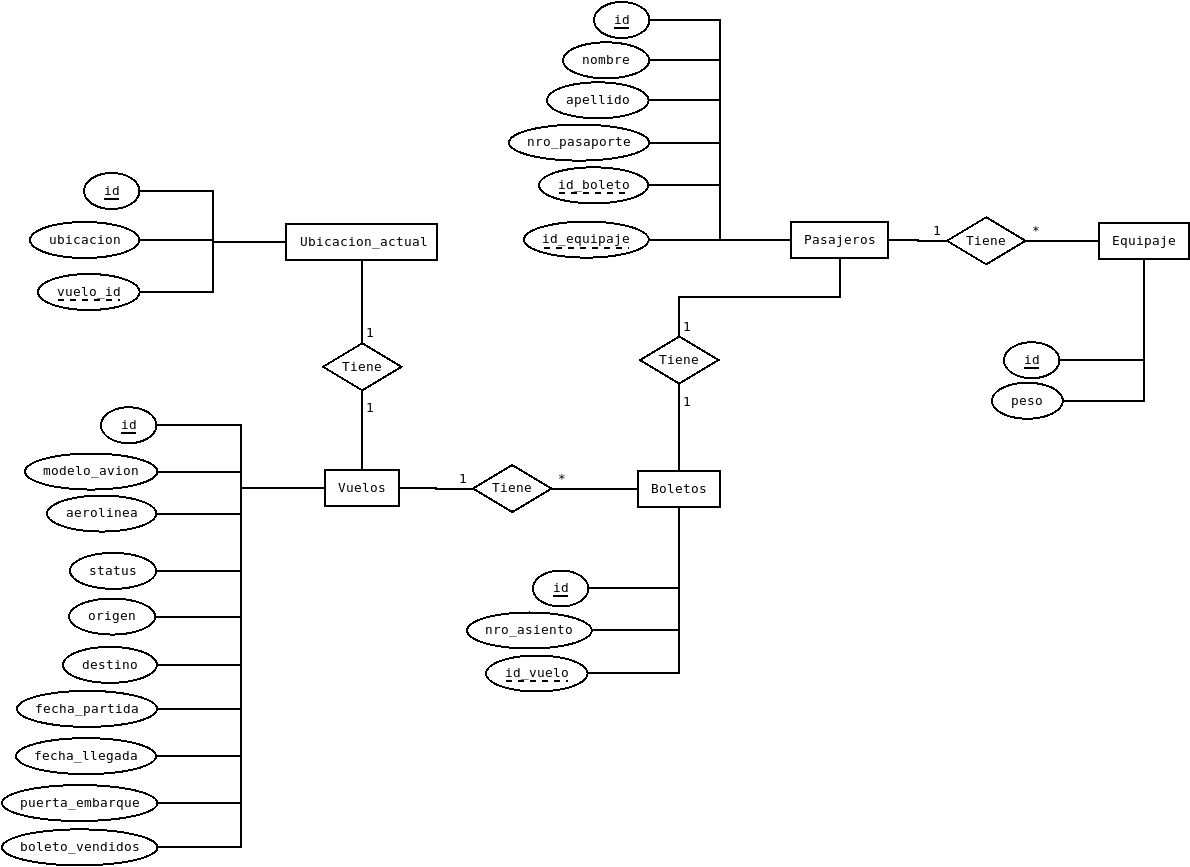 id
nombre
apellido
nro_pasaporte
id_boleto
id_equipaje
Pasajeros
1
Tiene
*
Equipaje
id
peso
id
ubicacion
vuelo_id
Ubicacion_actual
1
Tiene
1
1
Tiene
1
id
modelo_avion
aerolinea
status
origen
destino
fecha_partida
fecha_llegada
puerta_embarque
boleto_vendidos
Vuelos
1
Tiene
*
Boletos
id
nro_asiento
id_vuelo